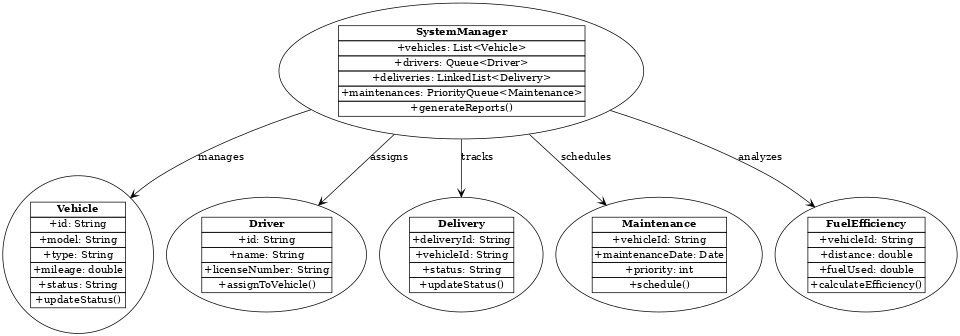 SystemManager
+vehicles: List<Vehicle>
+drivers: Queue<Driver>
+deliveries: LinkedList<Delivery>
+maintenances: PriorityQueue<Maintenance>
+generateReports()
manages
assigns
tracks
schedules
analyzes
Vehicle
+id: String
+model: String
+type: String
+mileage: double
+status: String
+updateStatus()
Driver
+id: String
+name: String
+licenseNumber: String
+assignToVehicle()
Delivery
+deliveryId: String
+vehicleId: String
+status: String
+updateStatus()
Maintenance
+vehicleId: String
+maintenanceDate: Date
+priority: int
+schedule()
FuelEfficiency
+vehicleId: String
+distance: double
+fuelUsed: double
+calculateEfficiency()